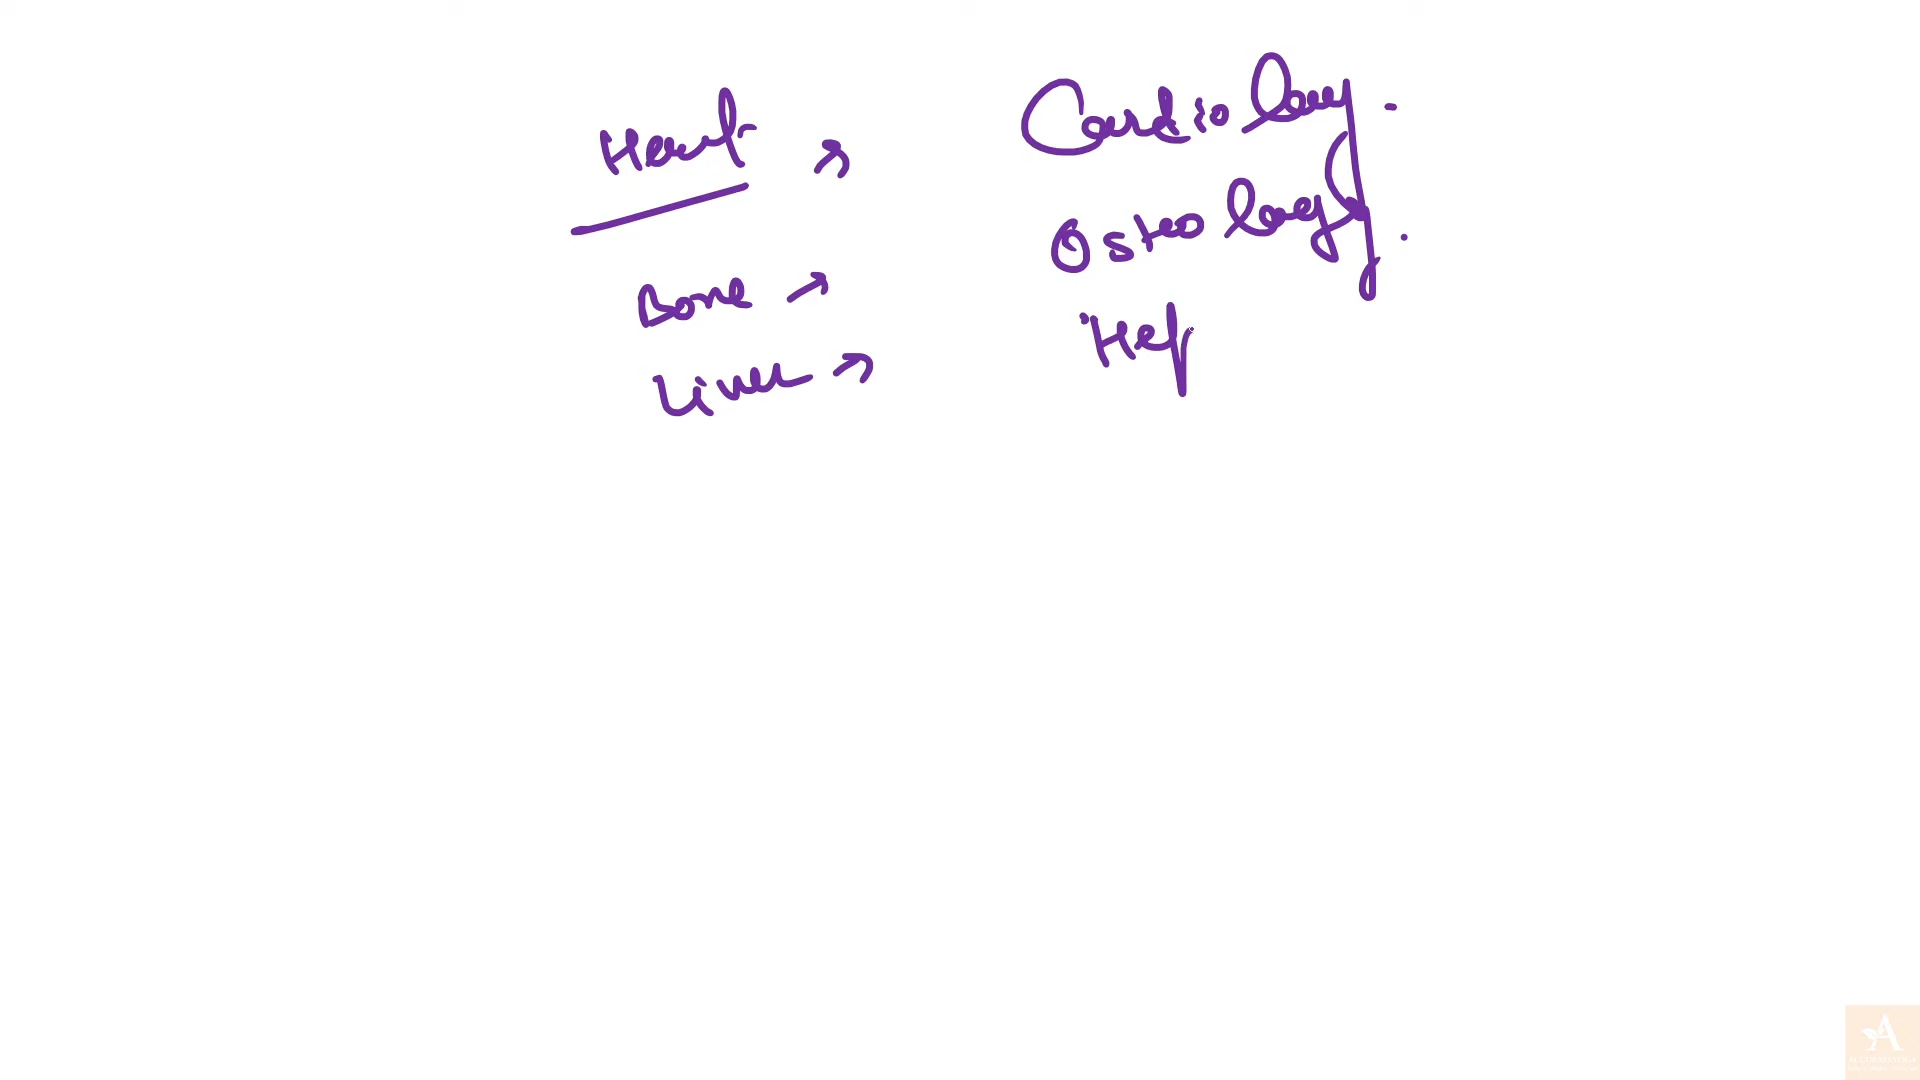 Heart → Cardiology.
Bone → Osteology.
Liver → Hep